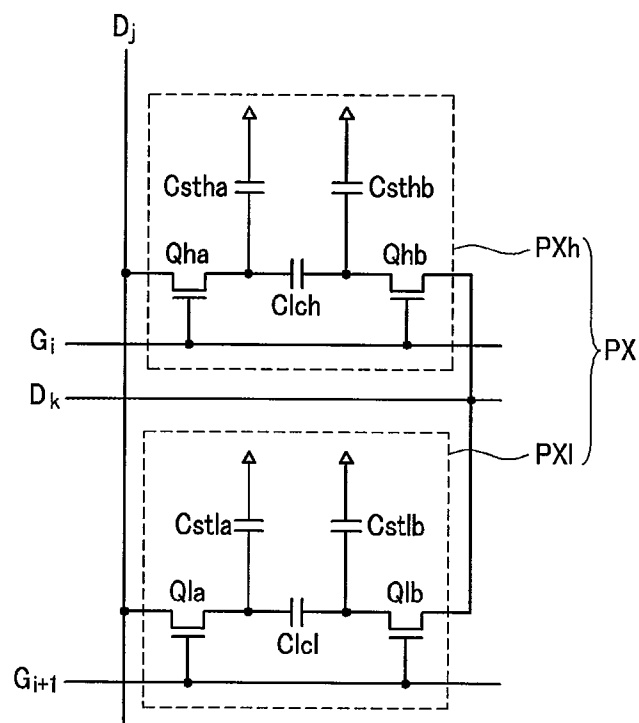 Dj
Cstha
Csthb
Qha
Qhb
PXh
Clch
Gi
PX
Dk
PXl
Cstla
Cstlb
Qla
Qlb
Clcl
Gi+1